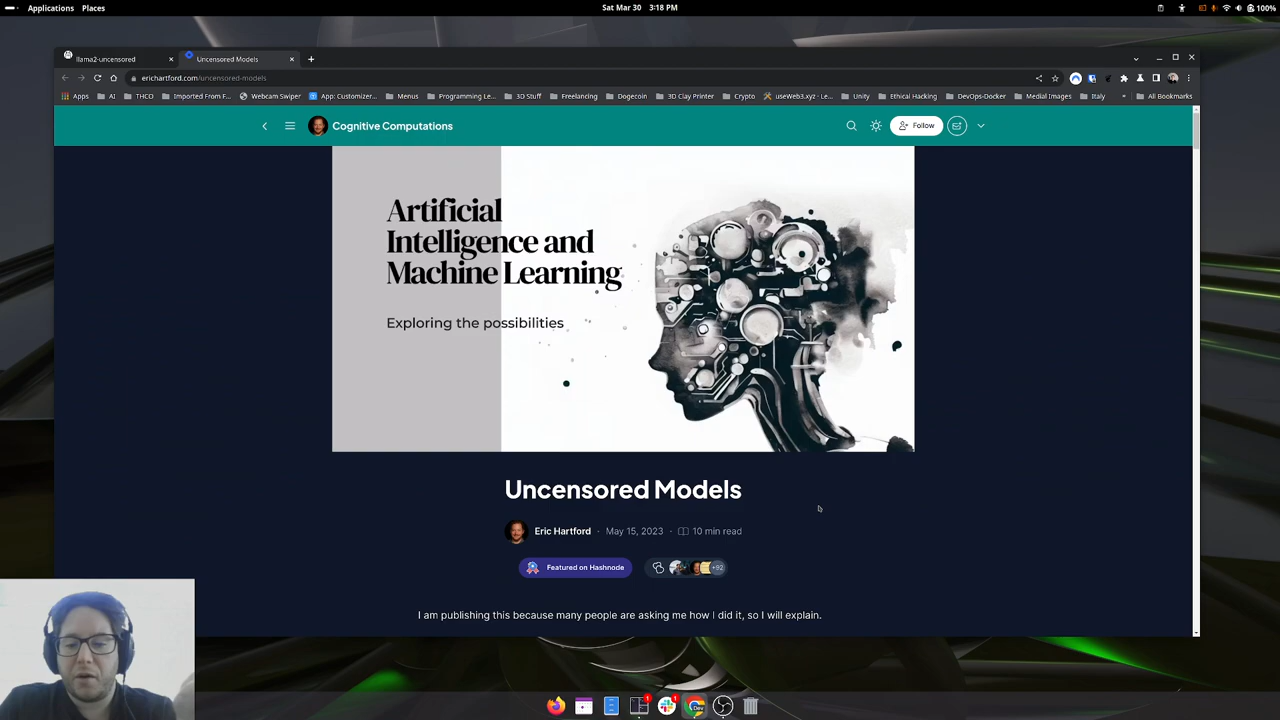 Applications Places
Sat Mar 30 3:18 PM
100%
llama2-uncensored
Uncensored Models
erichartford.com/uncensored-models
Apps
AI
THCO
Imported From F...
Webcam Swiper
App: Customizer...
Menus
Programming Le...
3D Stuff
Freelancing
Dogecoin
3D Clay Printer
Crypto
useWeb3.xyz - Le...
Unity
Ethical Hacking
DevOps-Docker
Medial Images
Italy
All Bookmarks
Cognitive Computations
Follow
Artificial
Intelligence and
Machine Learning
Exploring the possibilities
Uncensored Models
Eric Hartford · May 15, 2023 · 10 min read
Featured on Hashnode
+92
I am publishing this because many people are asking me how I did it, so I will explain.
1
1
Dev